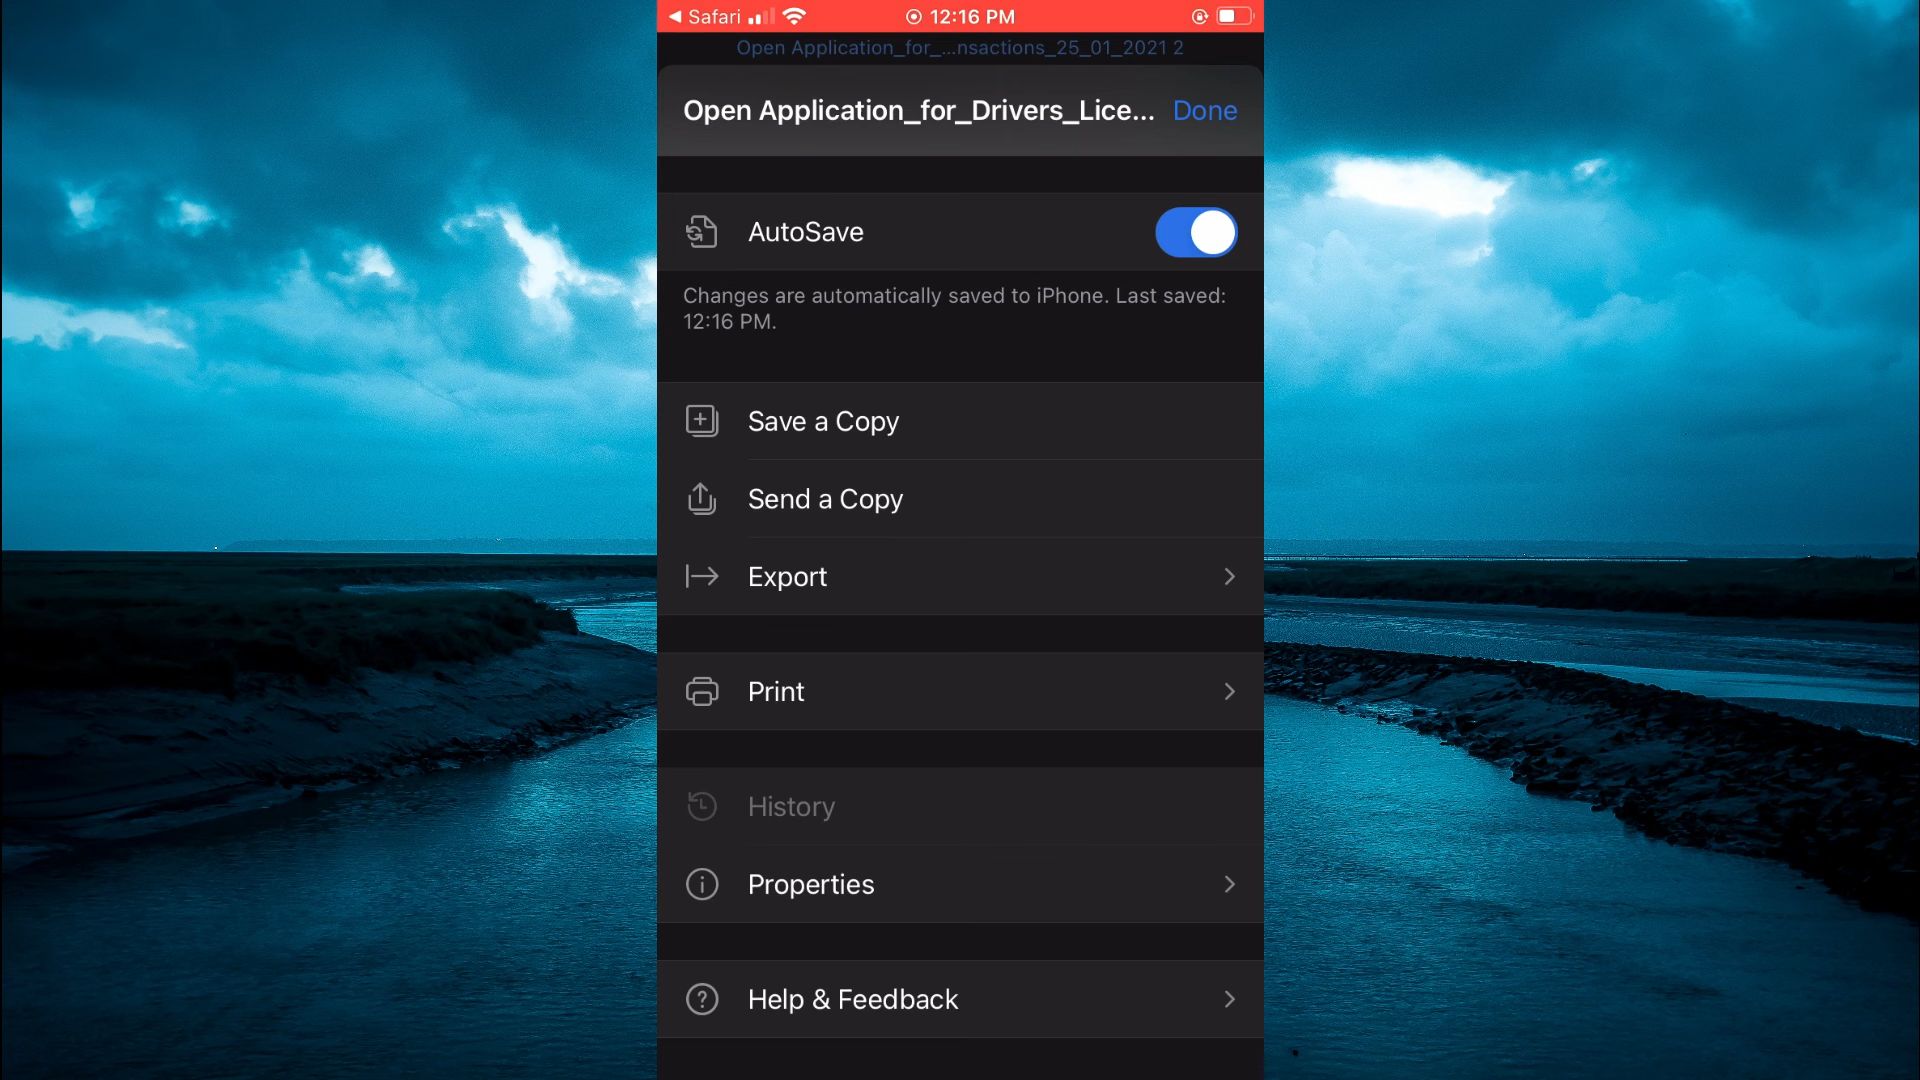 Safari 12:16 PM
Open Application_for_...nsactions_25_01_2021 2
Open Application_for_Drivers_Lice... Done
AutoSave
Changes are automatically saved to iPhone. Last saved:
12:16 PM.
Save a Copy
Send a Copy
Export
Print
History
Properties
Help & Feedback